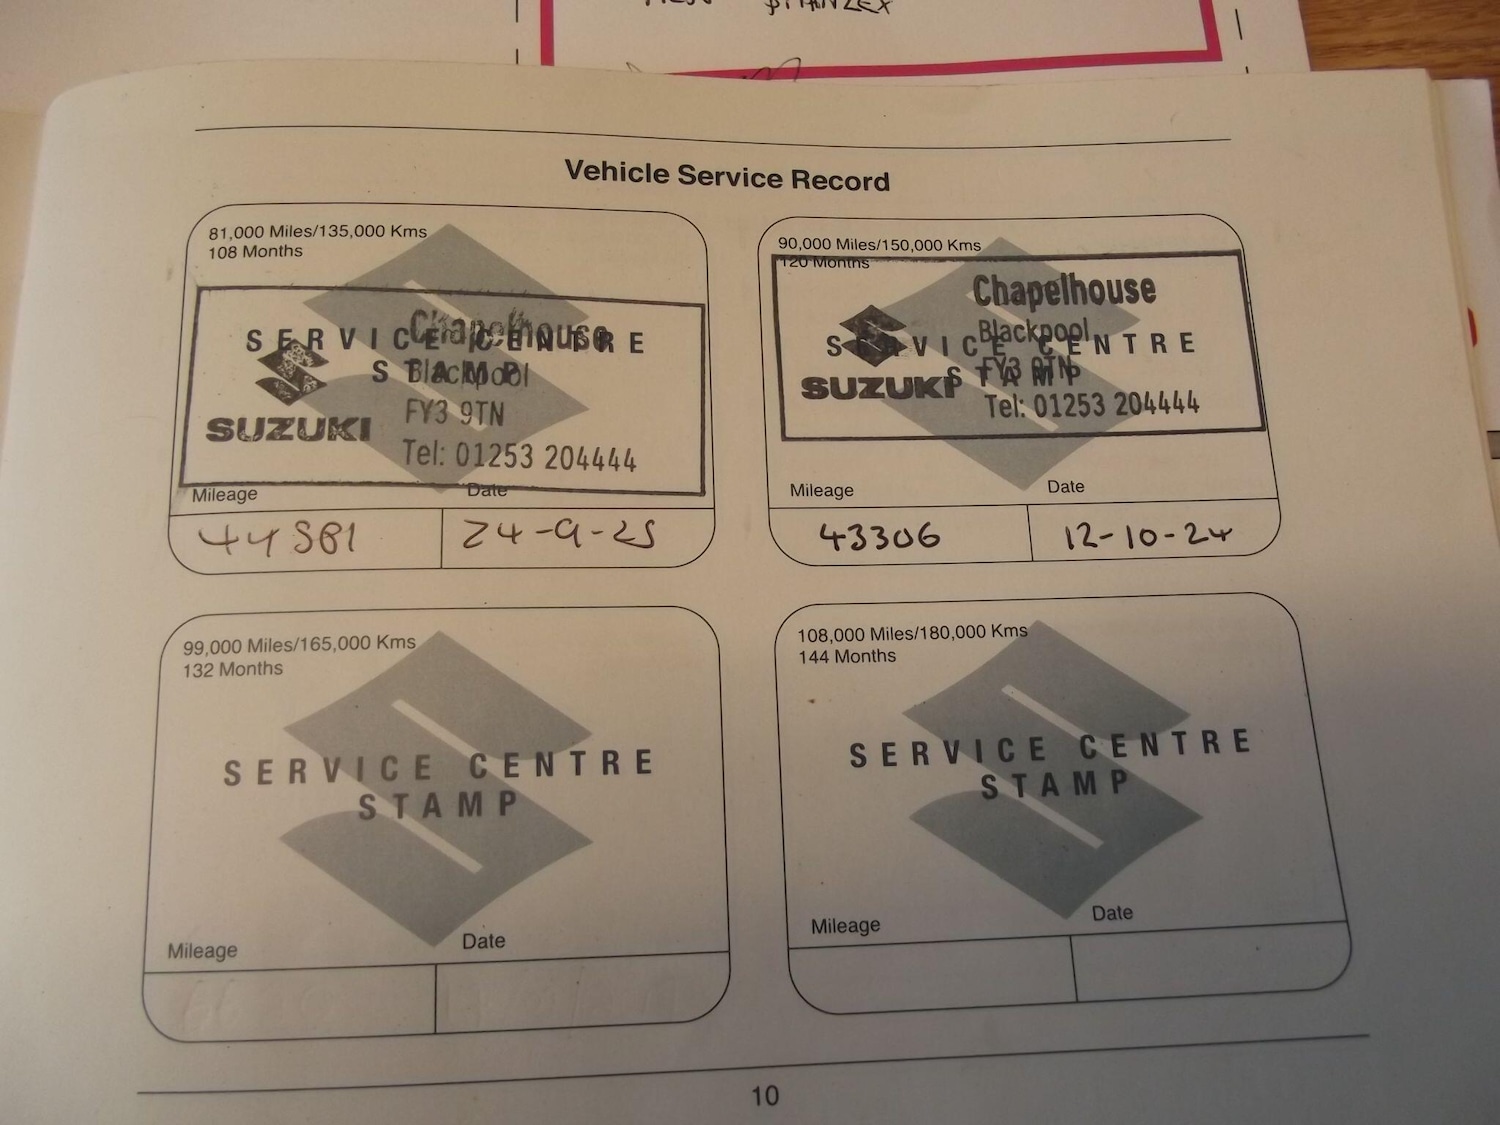 Vehicle Service Record
81,000 Miles/135,000 Kms
108 Months
SERVICE CENTRE
STAMP
Chapelhouse
Blackpool
FY3 9TN
Tel: 01253 204444
SUZUKI
Mileage
Date
44581
24-9-25
90,000 Miles/150,000 Kms
120 Months
SERVICE CENTRE
STAMP
Chapelhouse
Blackpool
FY3 9TN
Tel: 01253 204444
SUZUKI
Mileage
Date
43306
12-10-24
99,000 Miles/165,000 Kms
132 Months
SERVICE CENTRE
STAMP
Mileage
Date
108,000 Miles/180,000 Kms
144 Months
SERVICE CENTRE
STAMP
Mileage
Date
10